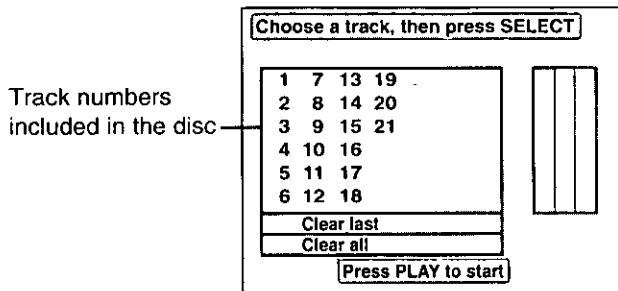 Choose a track, then press SELECT
Track numbers
included in the disc
1 7 13 19
2 8 14 20
3 9 15 21
4 10 16
5 11 17
6 12 18
Clear last
Clear all
Press PLAY to start